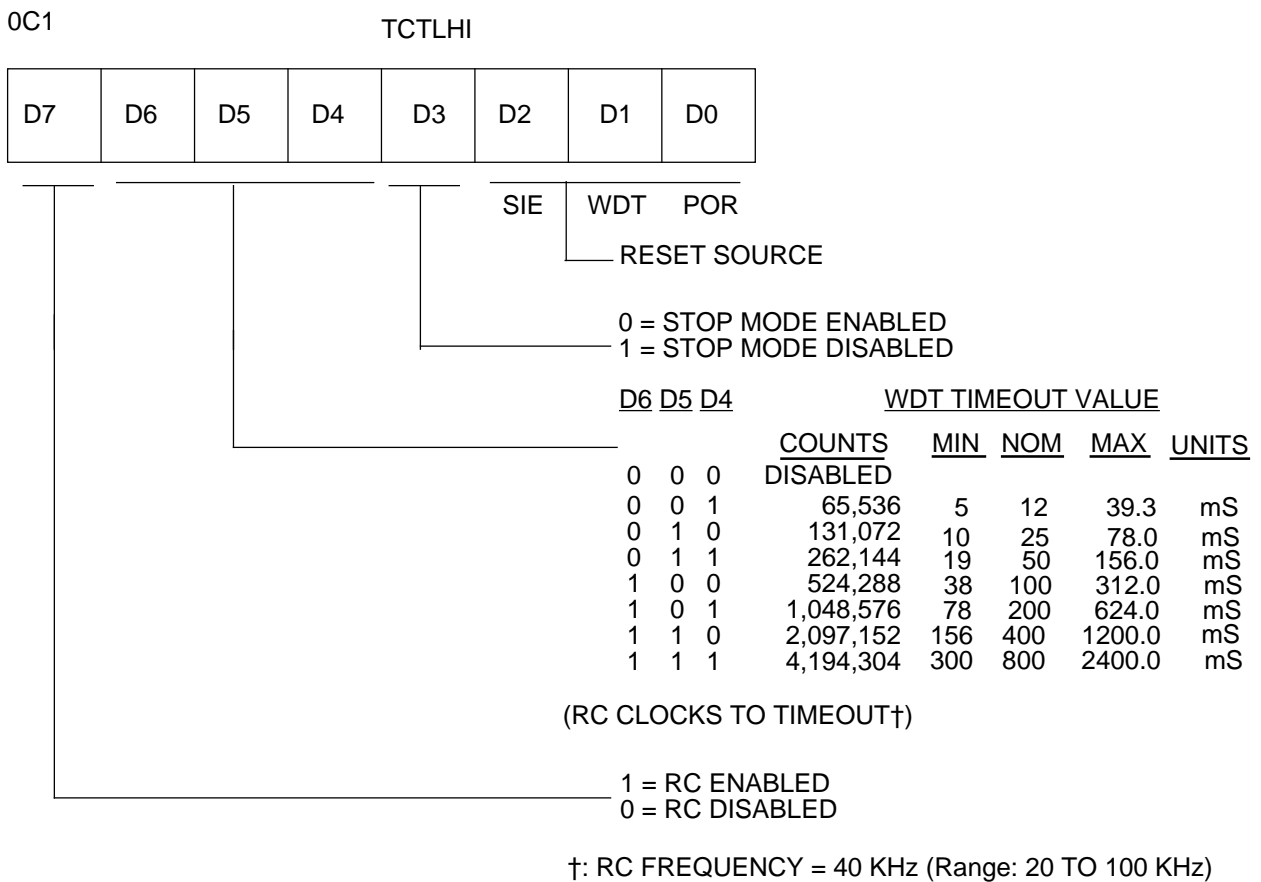 0C1
TCTLHI
D7 D6 D5 D4 D3 D2 D1 D0
SIE WDT POR
RESET SOURCE
0 = STOP MODE ENABLED
1 = STOP MODE DISABLED
D6 D5 D4 WDT TIMEOUT VALUE
COUNTS MIN NOM MAX UNITS
0 0 0 DISABLED
0 0 1 65,536 5 12 39.3 mS
0 1 0 131,072 10 25 78.0 mS
0 1 1 262,144 19 50 156.0 mS
1 0 0 524,288 38 100 312.0 mS
1 0 1 1,048,576 78 200 624.0 mS
1 1 0 2,097,152 156 400 1200.0 mS
1 1 1 4,194,304 300 800 2400.0 mS
(RC CLOCKS TO TIMEOUT†)
1 = RC ENABLED
0 = RC DISABLED
†: RC FREQUENCY = 40 KHz (Range: 20 TO 100 KHz)